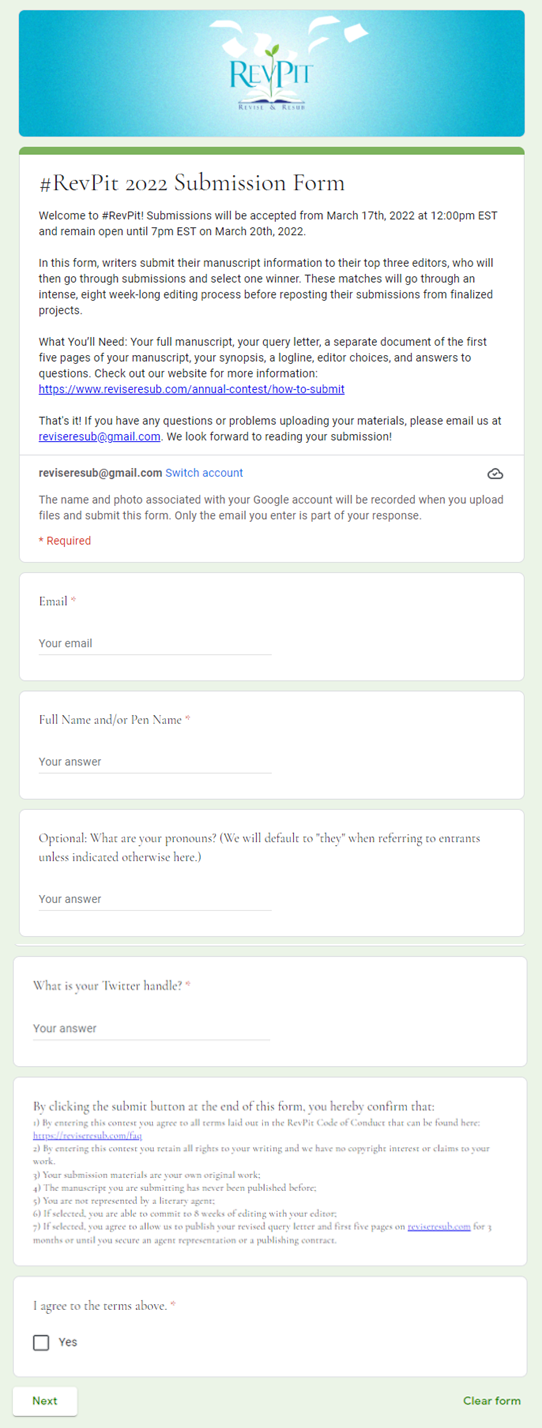 REVPIT
REVISE & RESUB
#RevPit 2022 Submission Form
Welcome to #RevPit! Submissions will be accepted from March 17th, 2022 at 12:00pm EST
and remain open until 7pm EST on March 20th, 2022.
In this form, writers submit their manuscript information to their top three editors, who will
then go through submissions and select one winner. These matches will go through an
intense, eight week-long editing process before reposting their submissions from finalized
projects.
What You'll Need: Your full manuscript, your query letter, a separate document of the first
five pages of your manuscript, your synopsis, a logline, editor choices, and answers to
questions. Check out our website for more information:
https://www.reviseresub.com/annual-contest/how-to-submit
That's it! If you have any questions or problems uploading your materials, please email us at
reviseresub@gmail.com. We look forward to reading your submission!
reviseresub@gmail.com Switch account
The name and photo associated with your Google account will be recorded when you upload
files and submit this form. Only the email you enter is part of your response.
* Required
Email *
Your email
Full Name and/or Pen Name *
Your answer
Optional: What are your pronouns? (We will default to "they" when referring to entrants
unless indicated otherwise here.)
Your answer
What is your Twitter handle? *
Your answer
By clicking the submit button at the end of this form, you hereby confirm that:
1) By entering this contest you agree to all terms laid out in the RevPit Code of Conduct that can be found here:
https://reviseresub.com/faq
2) By entering this contest you retain all rights to your writing and we have no copyright interest or claims to your
work.
3) Your submission materials are your own original work;
4) The manuscript you are submitting has never been published before;
5) You are not represented by a literary agent;
6) If selected, you are able to commit to 8 weeks of editing with your editor;
7) If selected, you agree to allow us to publish your revised query letter and first five pages on reviseresub.com for 3
months or until you secure an agent representation or a publishing contract.
I agree to the terms above. *
Yes
Next
Clear form